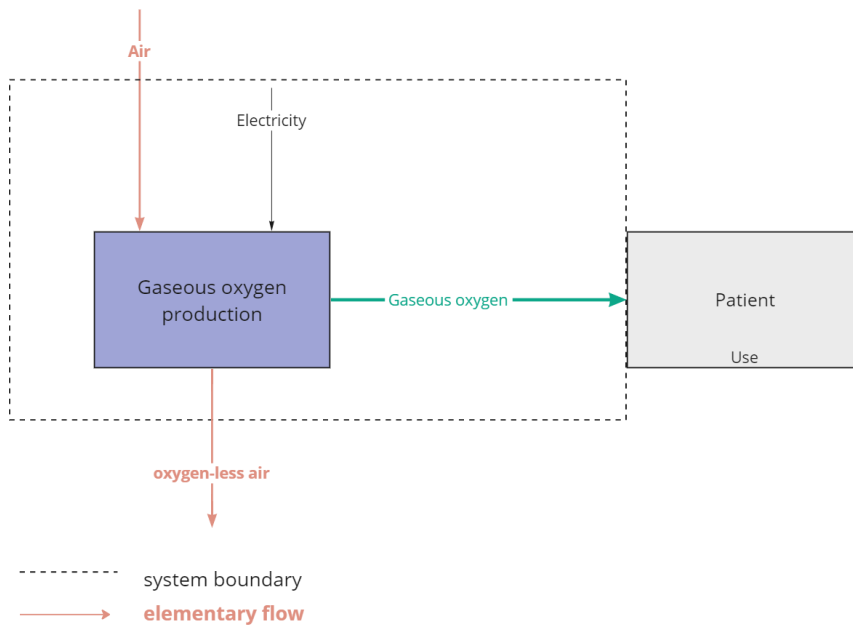 Air
Electricity
Gaseous oxygen
production
Gaseous oxygen
Patient
Use
oxygen-less air
system boundary
elementary flow